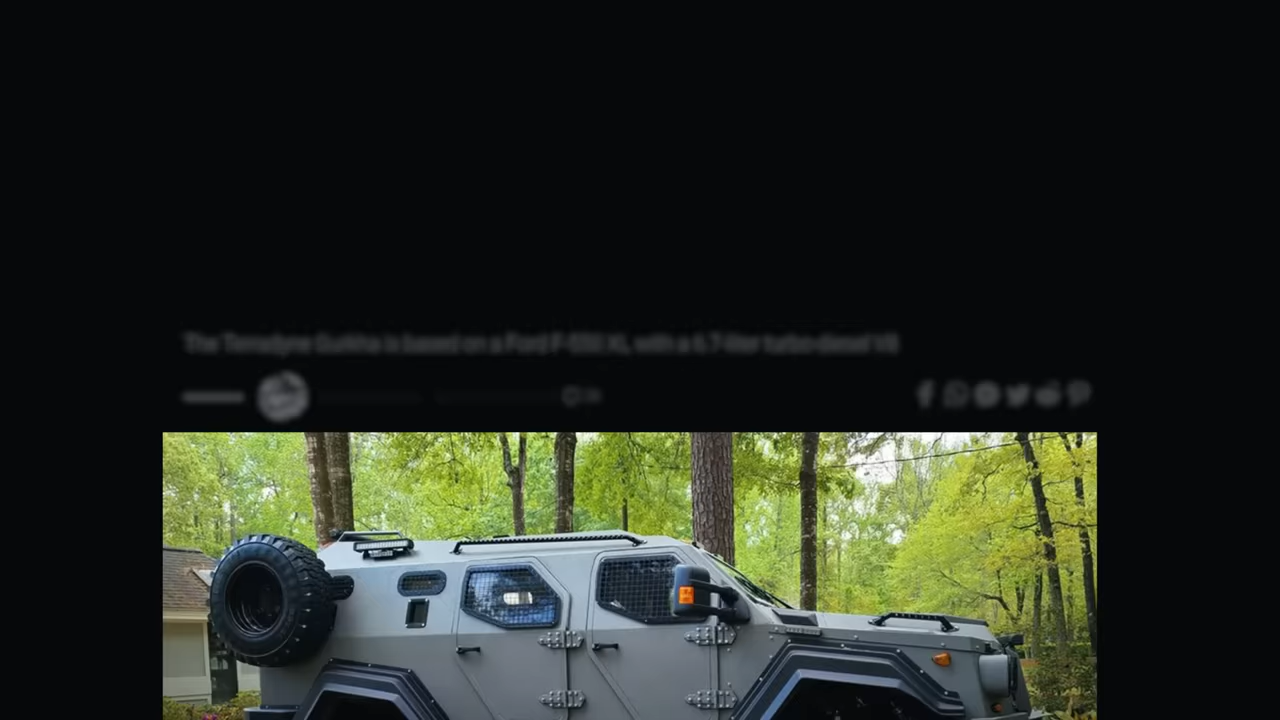 The Terradyne Gurkha is based on a Ford F-550 XL, with a 6.7-liter turbo-diesel V8